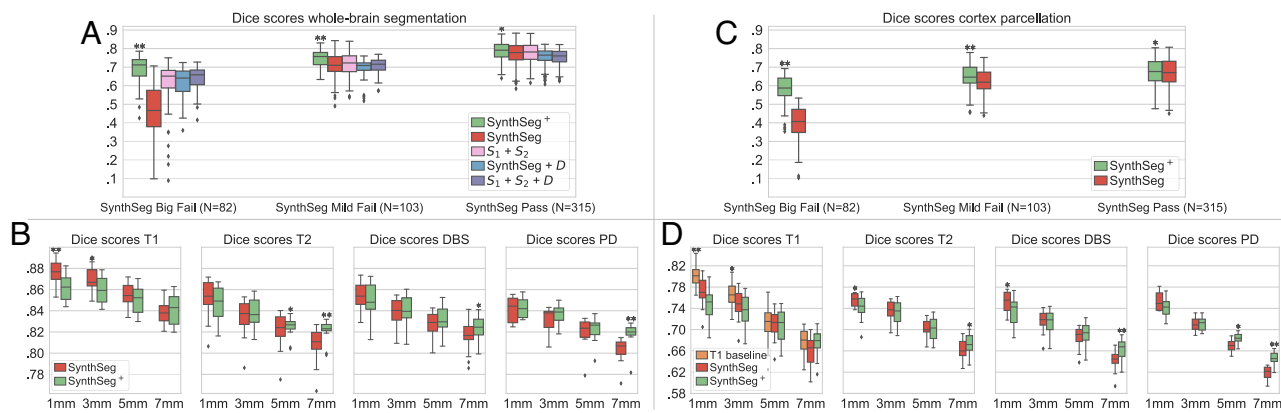 A
Dice scores whole-brain segmentation
.9
.8
.7
.6
.5
.4
.3
.2
.1
**
**
*
SynthSeg +
SynthSeg
S1 + S2
SynthSeg + D
S1 + S2 + D
SynthSeg Big Fail (N=82)
SynthSeg Mild Fail (N=103)
SynthSeg Pass (N=315)
C
Dice scores cortex parcellation
.9
.8
.7
.6
.5
.4
.3
.2
.1
**
**
*
SynthSeg +
SynthSeg
SynthSeg Big Fail (N=82)
SynthSeg Mild Fail (N=103)
SynthSeg Pass (N=315)
B
Dice scores T1
Dice scores T2
Dice scores DBS
Dice scores PD
.88
.86
.84
.82
.80
.78
**
*
*
**
*
**
SynthSeg
SynthSeg +
1mm 3mm 5mm 7mm
1mm 3mm 5mm 7mm
1mm 3mm 5mm 7mm
1mm 3mm 5mm 7mm
D
Dice scores T1
Dice scores T2
Dice scores DBS
Dice scores PD
.82
.78
.74
.70
.66
.62
.58
**
*
*
*
*
**
*
**
T1 baseline
SynthSeg
SynthSeg +
1mm 3mm 5mm 7mm
1mm 3mm 5mm 7mm
1mm 3mm 5mm 7mm
1mm 3mm 5mm 7mm